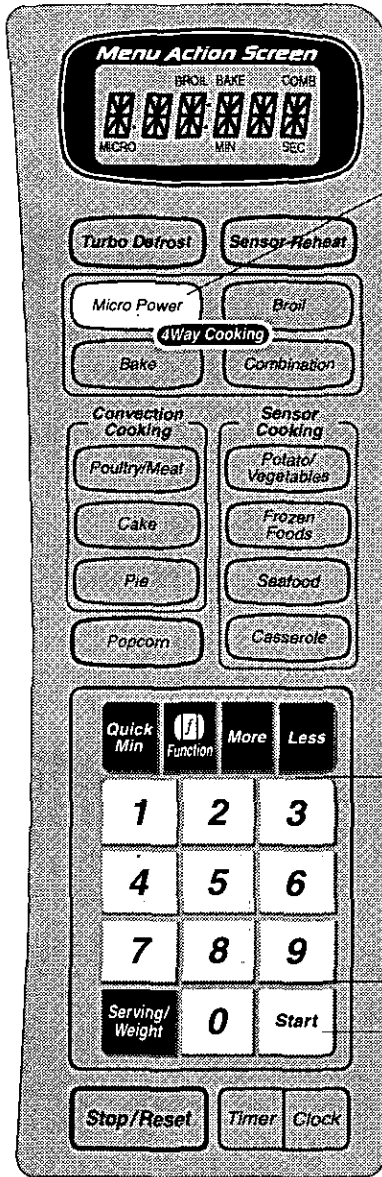 Menu Action Screen
BROIL BAKE COMB
MICRO MIN SEC
Turbo Defrost Sensor Reheat
Micro Power Broil
4Way Cooking
Bake Combination
Convection Cooking
Sensor Cooking
Poultry/Meat
Potato/Vegetables
Cake
Frozen Foods
Pie
Seafood
Popcorn
Casserole
Quick Min
f Function
More
Less
1 2 3
4 5 6
7 8 9
Serving/Weight
0
Start
Stop/Reset Timer Clock